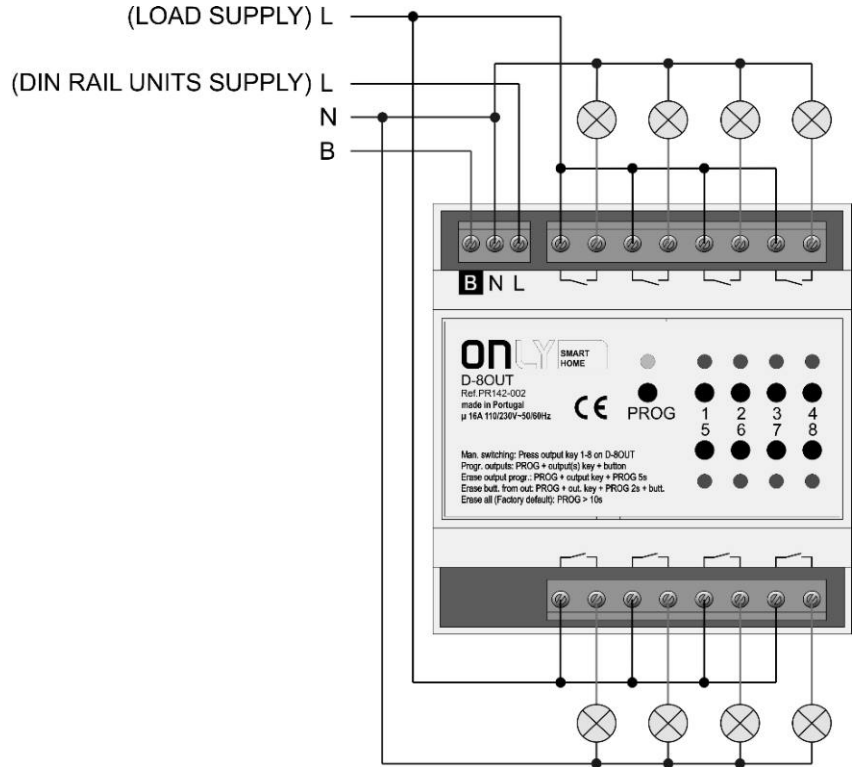 (LOAD SUPPLY) L
(DIN RAIL UNITS SUPPLY) L
N
B
B N L
ONLY SMART
HOME
D-8OUT
Ref.PR142-002
made in Portugal
µ 16A 110/230V~50/60Hz
CE
PROG
1 2 3 4
5 6 7 8
Man. switching: Press output key 1-8 on D-8OUT
Progr. outputs: PROG + output(s) key + button
Erase output progr.: PROG + output key + PROG 5s
Erase butt. from out: PROG + out. key + PROG 2s + butt.
Erase all (Factory default): PROG > 10s